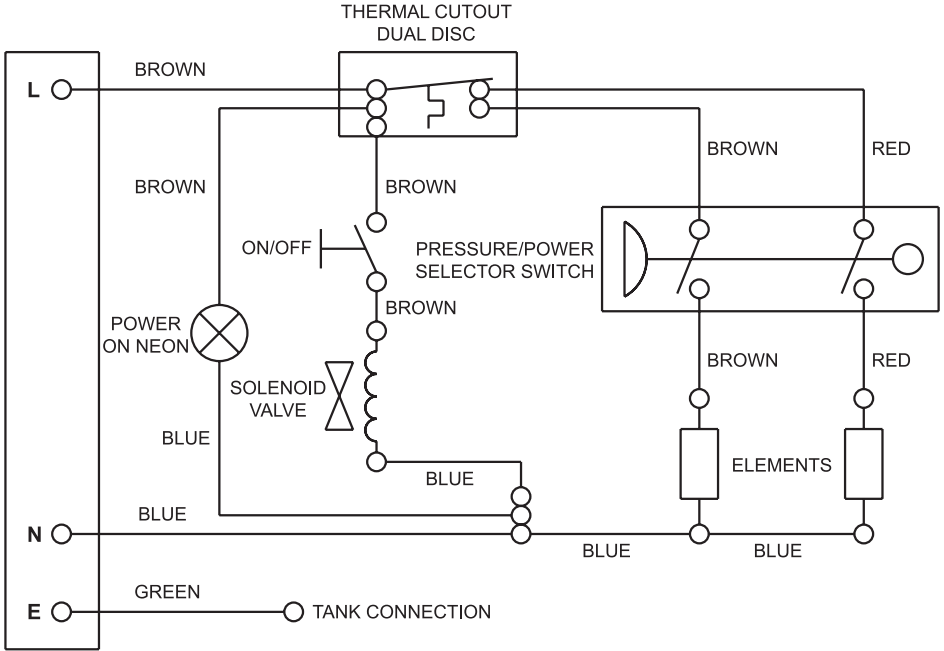 THERMAL CUTOUT
DUAL DISC
L
BROWN
BROWN
BROWN
BROWN
RED
ON/OFF
PRESSURE/POWER
SELECTOR SWITCH
BROWN
POWER
ON NEON
BROWN
RED
SOLENOID
VALVE
BLUE
BLUE
ELEMENTS
N
BLUE
BLUE
BLUE
E
GREEN
TANK CONNECTION